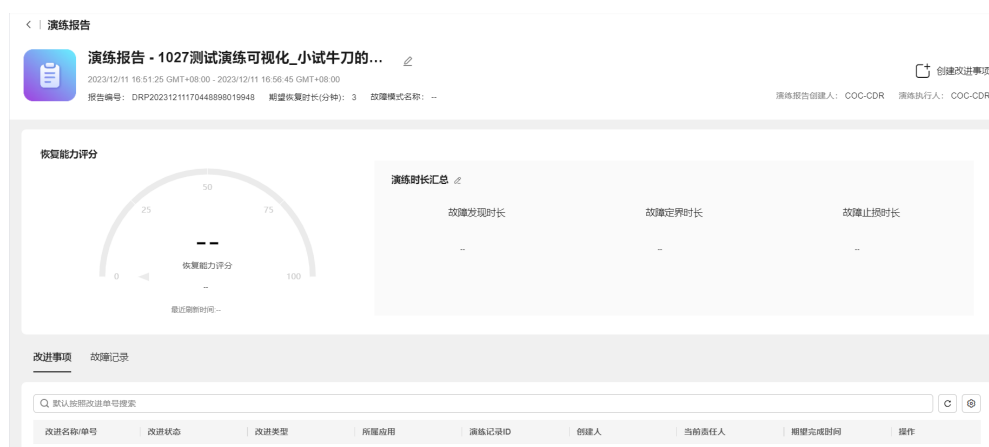 演练报告
演练报告 - 1027测试演练可视化_小试牛刀的...
2023/12/11 16:51:25 GMT+08:00 - 2023/12/11 16:56:45 GMT+08:00
报告编号: DRP20231211170448898019948 期望恢复时长(分钟): 3 故障模式名称: --
创建改进事项
演练报告创建人: COC-CDR 演练执行人: COC-CDR
恢复能力评分
0
25
50
75
100
--
恢复能力评分
--
最近刷新时间 --
演练时长汇总
故障发现时长 故障定界时长 故障止损时长
-- -- --
改进事项 故障记录
默认按照改进单号搜索
改进名称/单号 改进状态 改进类型 所属应用 演练记录ID 创建人 当前责任人 期望完成时间 操作